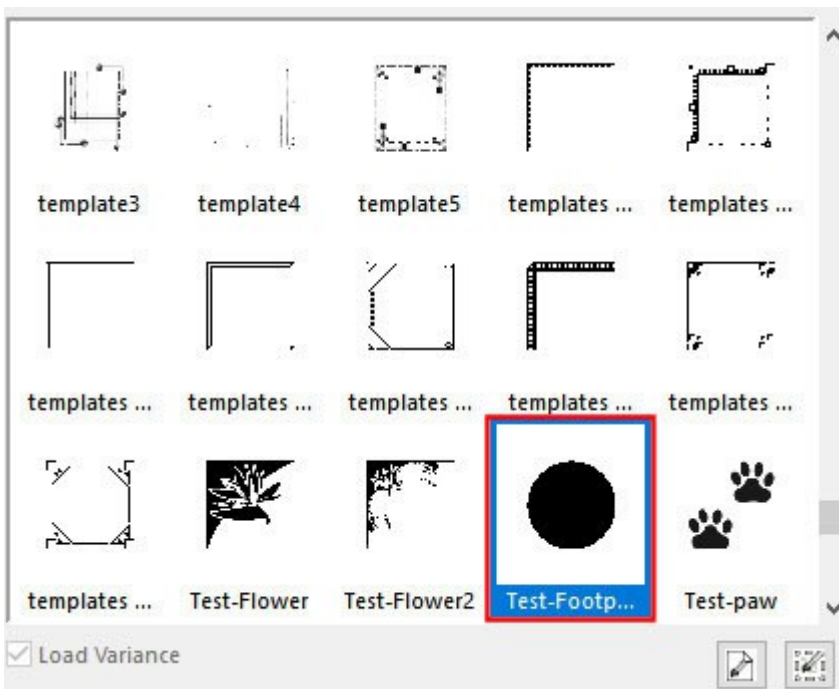 template3 template4 template5 templates ... templates ...
templates ... templates ... templates ... templates ... templates ...
templates ... Test-Flower Test-Flower2 Test-Footp... Test-paw
Load Variance